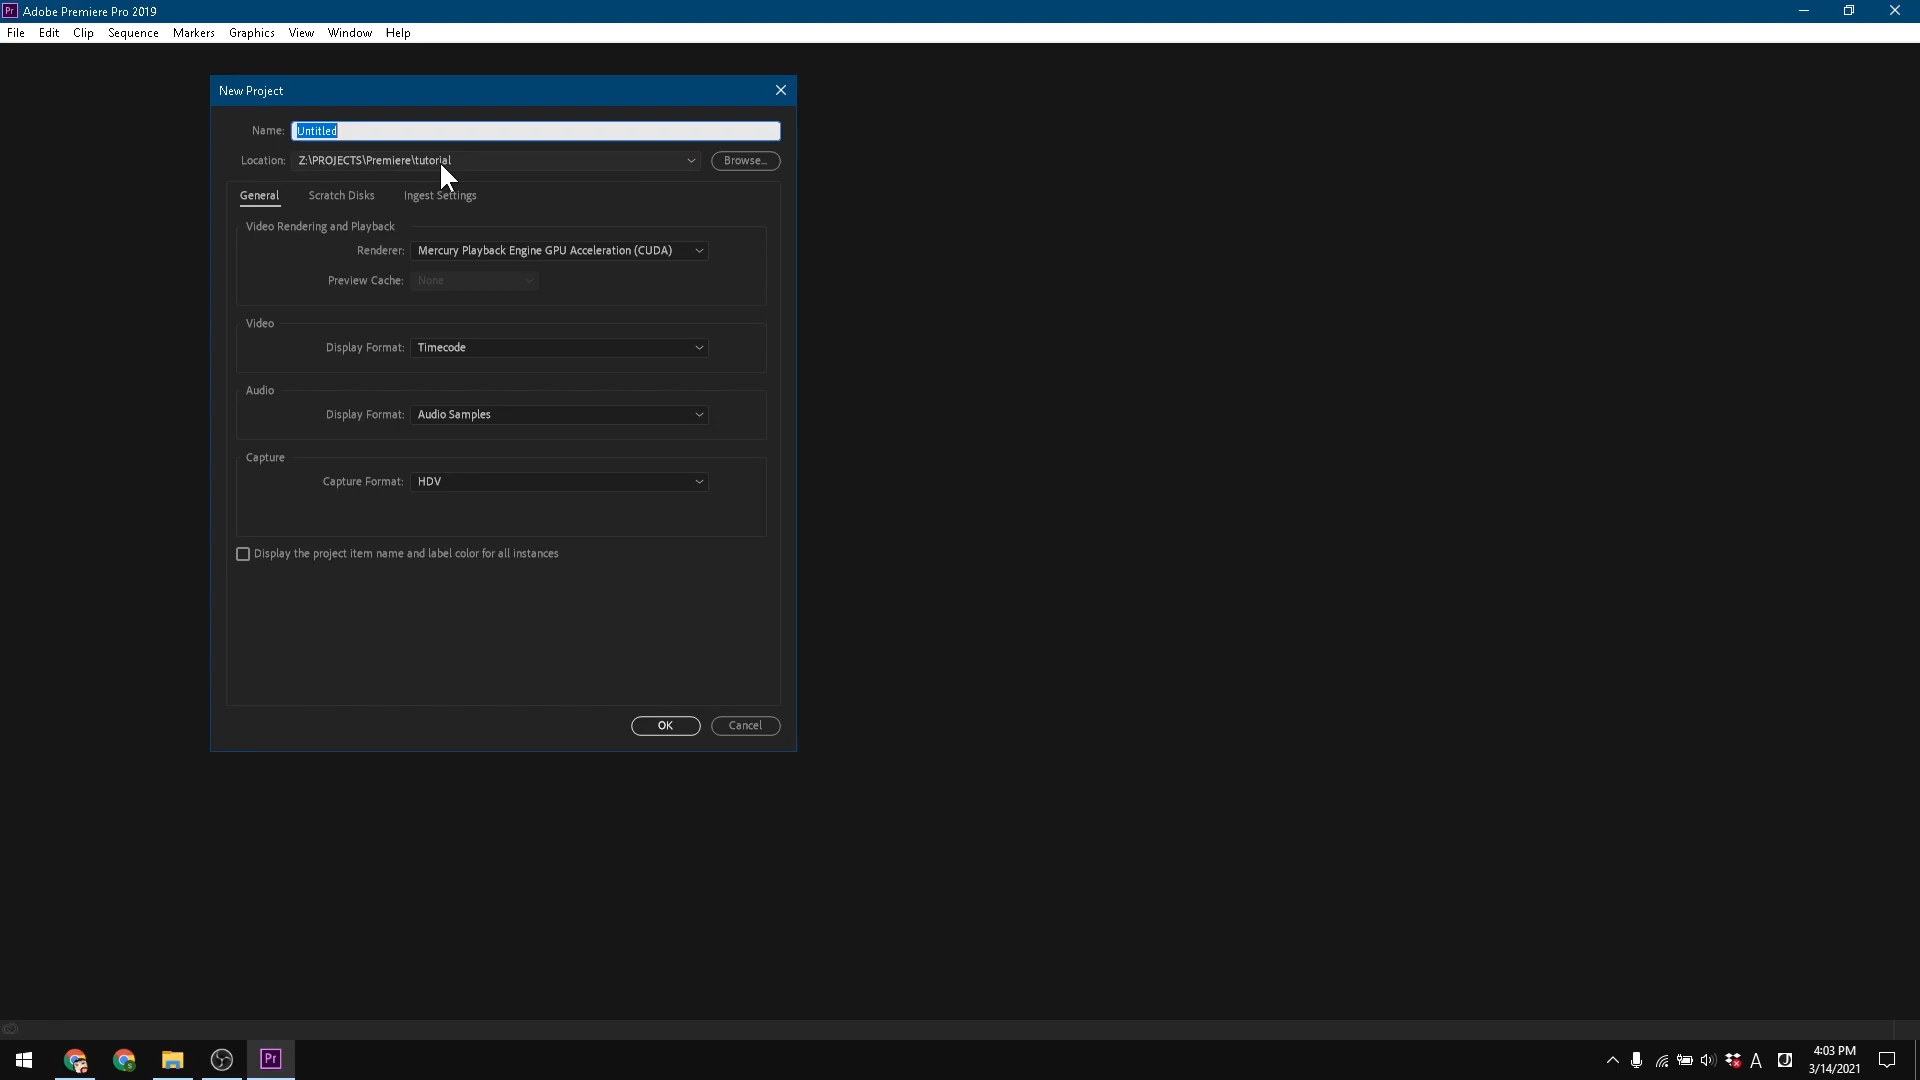 Pr Adobe Premiere Pro 2019
File Edit Clip Sequence Markers Graphics View Window Help
New Project
Name: Untitled
Location: Z:\PROJECTS\Premiere\tutorial Browse...
General Scratch Disks Ingest Settings
Video Rendering and Playback
Renderer: Mercury Playback Engine GPU Acceleration (CUDA)
Preview Cache: None
Video
Display Format: Timecode
Audio
Display Format: Audio Samples
Capture
Capture Format: HDV
Display the project item name and label color for all instances
OK Cancel
Pr
A
4:03 PM
3/14/2021